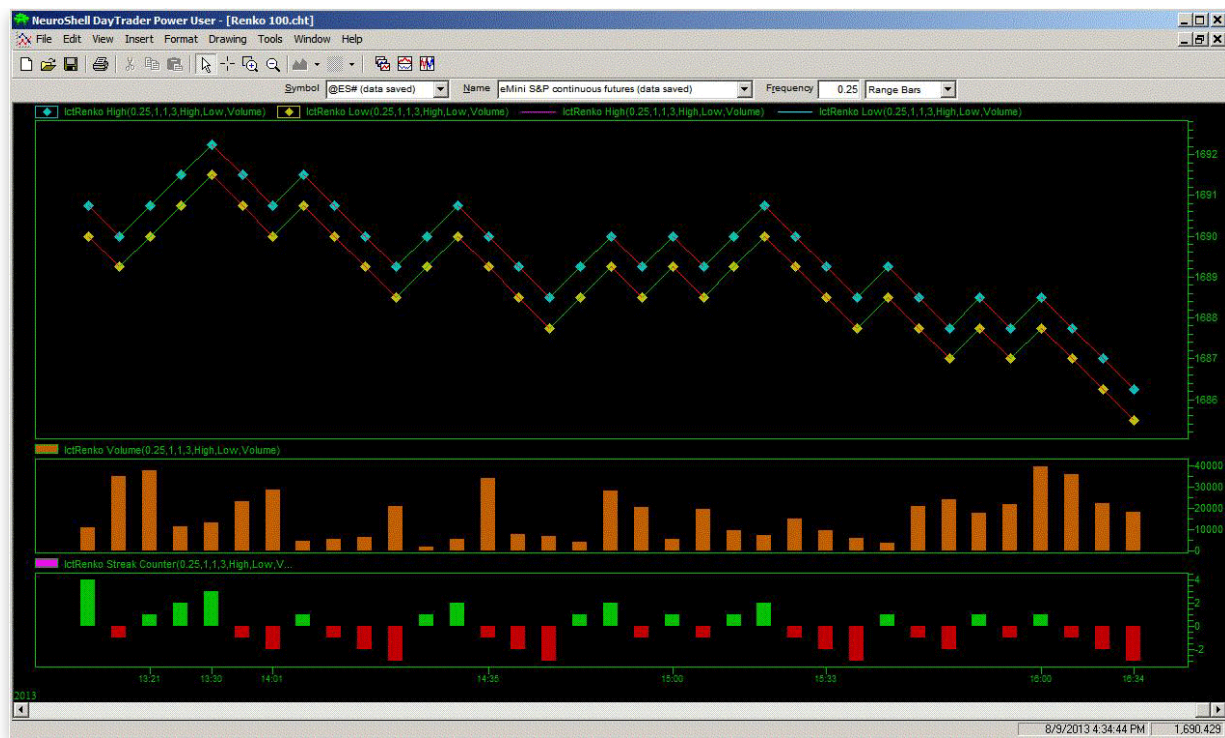 NeuroShell DayTrader Power User - [Renko 100.cht]
File Edit View Insert Format Drawing Tools Window Help
Symbol @ES# (data saved) Name eMini S&P continuous futures (data saved) Frequency 0.25 Range Bars
IctRenko High(0.25,1,1,3,High,Low,Volume) IctRenko Low(0.25,1,1,3,High,Low,Volume) IctRenko High(0.25,1,1,3,High,Low,Volume) IctRenko Low(0.25,1,1,3,High,Low,Volume)
1692
1691
1690
1689
1688
1687
1686
IctRenko Volume(0.25,1,1,3,High,Low,Volume)
40000
30000
20000
10000
0
IctRenko Streak Counter(0.25,1,1,3,High,Low,V...
4
2
0
-2
13:21 13:30 14:01 14:35 15:00 15:33 16:00 16:34
2013
8/9/2013 4:34:44 PM 1,690.429